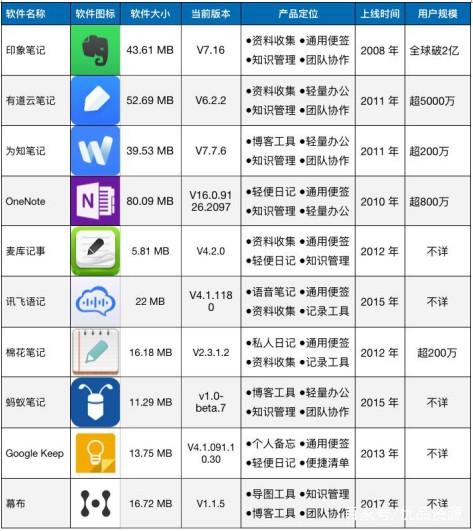 软件名称 软件图标 软件大小 当前版本 产品定位 上线时间 用户规模
印象笔记 43.61 MB V7.16 ●资料收集 ●通用便签 ●知识管理 ●团队协作 2008 年 全球破2亿
有道云笔记 52.69 MB V6.2.2 ●资料收集 ●轻量办公 ●知识管理 ●团队协作 2011 年 超5000万
为知笔记 39.53 MB V7.7.6 ●博客工具 ●轻量办公 ●知识管理 ●团队协作 2011 年 超200万
OneNote N 80.09 MB V16.0.9126.2097 ●轻便日记 ●通用便签 ●知识管理 ●轻量办公 2010 年 超800万
麦库记事 5.81 MB V4.2.0 ●资料收集 ●通用便签 ●轻便日记 ●知识管理 2012 年 不详
讯飞语记 22 MB V4.1.1180 ●语音笔记 ●通用便签 ●资料收集 ●记录工具 2015 年 不详
棉花笔记 16.18 MB V2.3.1.2 ●私人日记 ●通用便签 ●资料收集 ●记录工具 2012 年 超200万
蚂蚁笔记 11.29 MB v1.0-beta.7 ●博客工具 ●轻量办公 ●知识管理 ●团队协作 2015 年 不详
Google Keep 13.75 MB V4.1.091.10.30 ●个人备忘 ●通用便签 ●轻便日记 ●便捷清单 2013 年 不详
幕布 16.72 MB V1.1.5 ●导图工具 ●知识管理 ●博客工具 ●团队协作 2017 年 不详